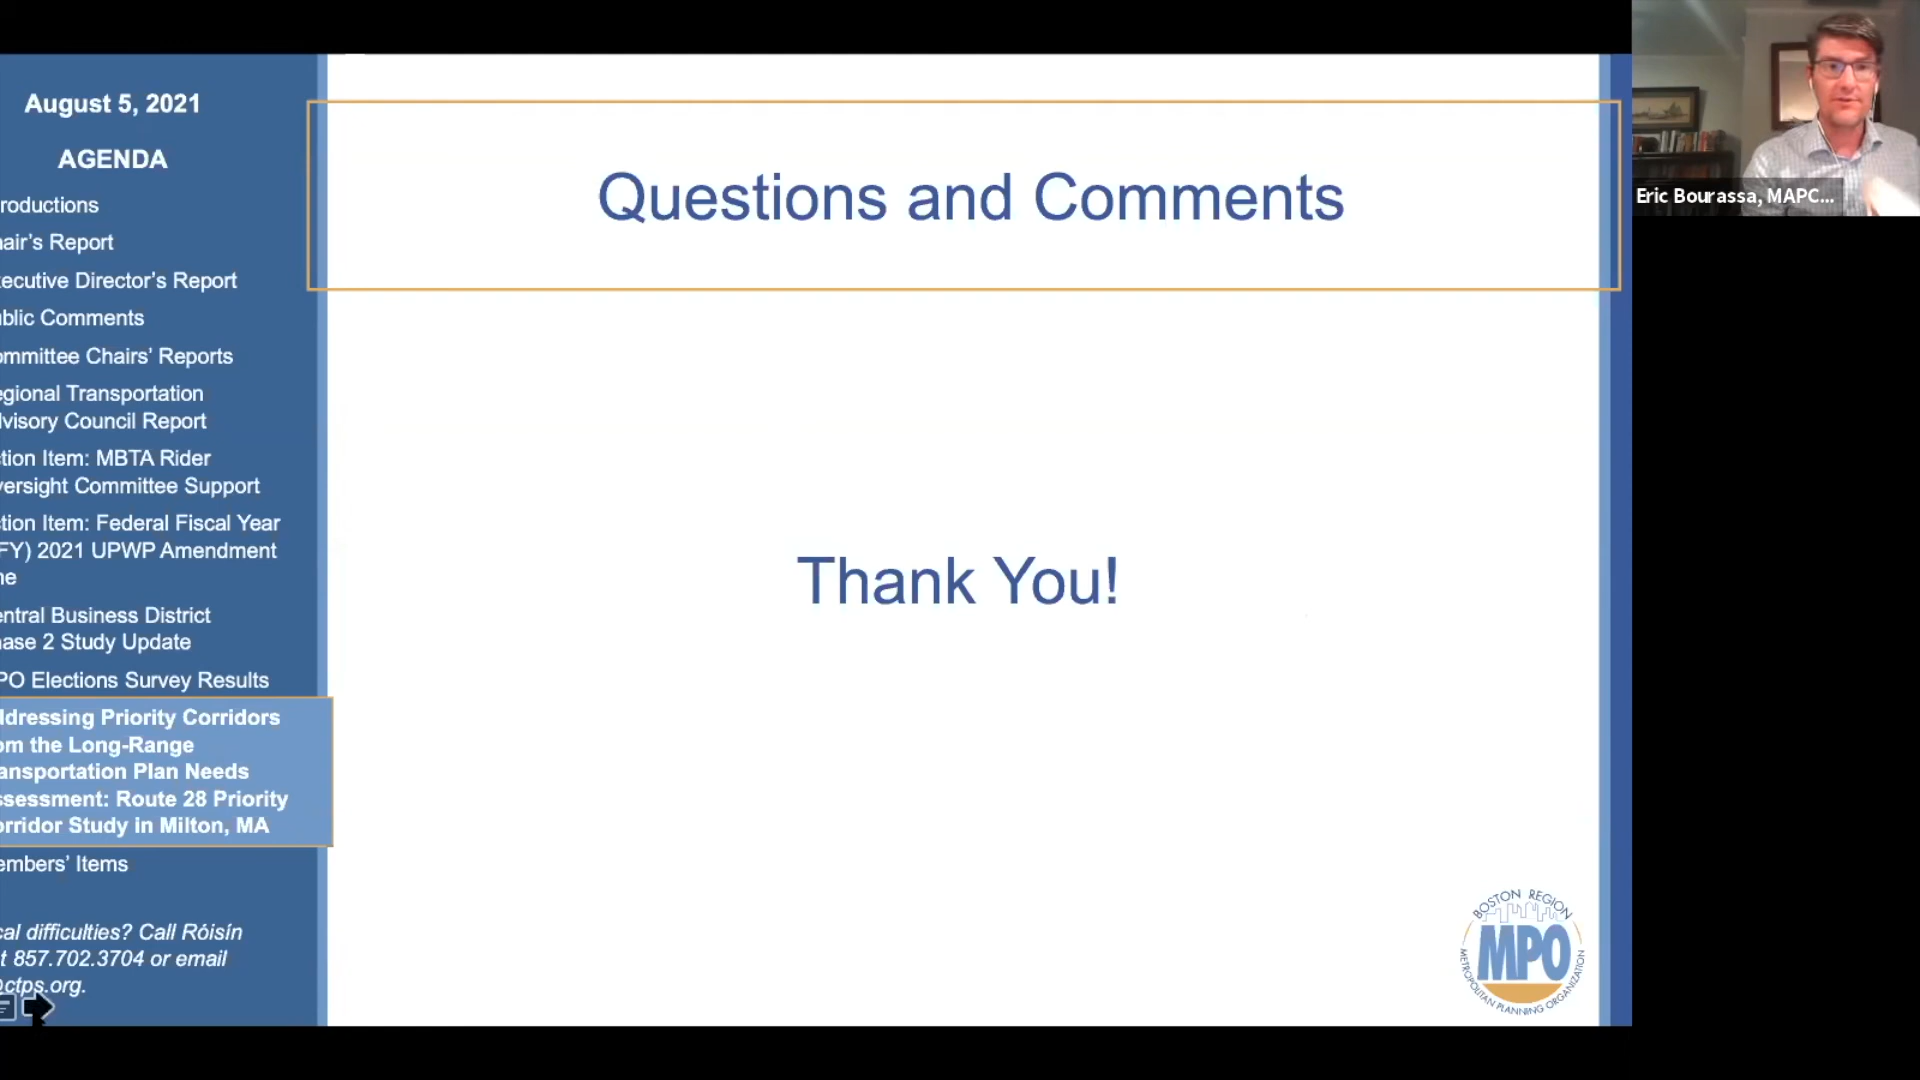 August 5, 2021
AGENDA
roductions
air's Report
ecutive Director's Report
blic Comments
ommittee Chairs' Reports
egional Transportation
lvisory Council Report
tion Item: MBTA Rider
versight Committee Support
tion Item: Federal Fiscal Year
FY) 2021 UPWP Amendment
ne
entral Business District
ase 2 Study Update
PO Elections Survey Results
ddressing Priority Corridors
om the Long-Range
ansportation Plan Needs
ssessment: Route 28 Priority
orridor Study in Milton, MA
embers' Items
cal difficulties? Call Róisín
t 857.702.3704 or email
@ctps.org.
Questions and Comments
Thank You!
BOSTON REGION
MPO
METROPOLITAN PLANNING ORGANIZATION
Eric Bourassa, MAPC...